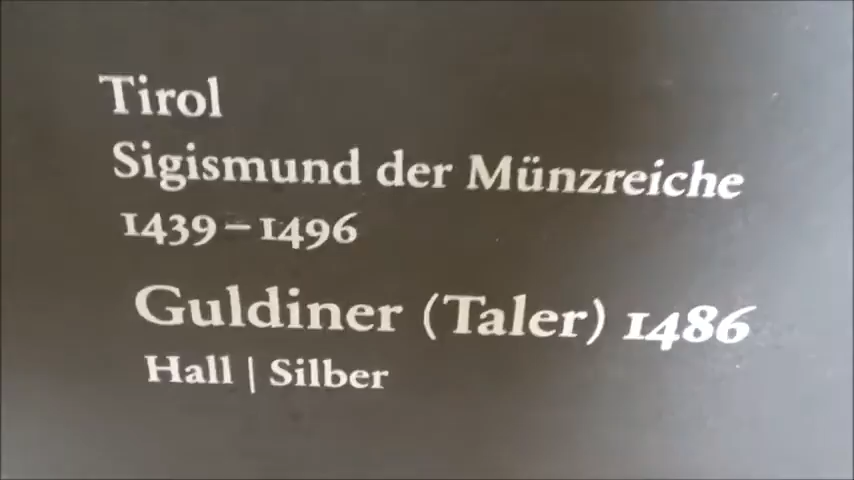 Tirol
Sigismund der Münzreiche
1439 – 1496
Guldiner (Taler) 1486
Hall | Silber